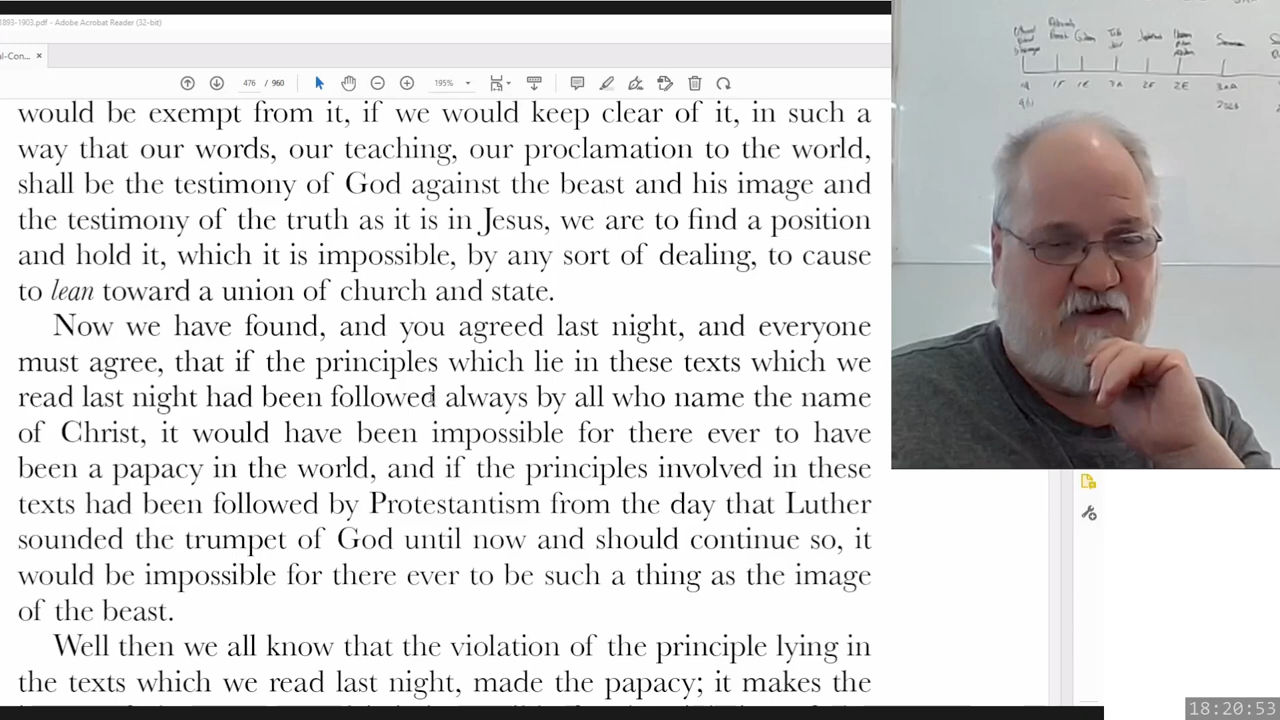 1893-1903.pdf - Adobe Acrobat Reader (32-bit)
al-Con... ×
476 / 960
195%
would be exempt from it, if we would keep clear of it, in such a
way that our words, our teaching, our proclamation to the world,
shall be the testimony of God against the beast and his image and
the testimony of the truth as it is in Jesus, we are to find a position
and hold it, which it is impossible, by any sort of dealing, to cause
to lean toward a union of church and state.
Now we have found, and you agreed last night, and everyone
must agree, that if the principles which lie in these texts which we
read last night had been followed always by all who name the name
of Christ, it would have been impossible for there ever to have
been a papacy in the world, and if the principles involved in these
texts had been followed by Protestantism from the day that Luther
sounded the trumpet of God until now and should continue so, it
would be impossible for there ever to be such a thing as the image
of the beast.
Well then we all know that the violation of the principle lying in
the texts which we read last night, made the papacy; it makes the
18:20:53